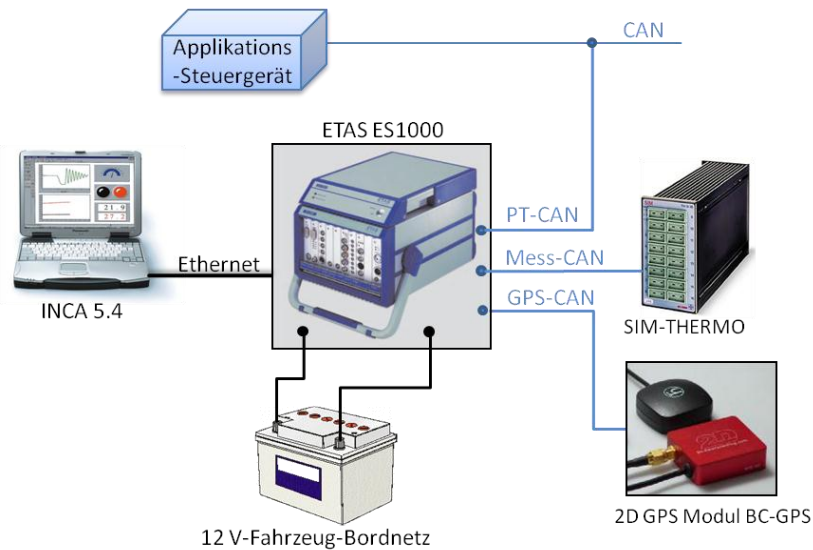 Applikations
-Steuergerät
CAN
ETAS ES1000
PT-CAN
Ethernet
Mess-CAN
GPS-CAN
INCA 5.4
SIM-THERMO
2D GPS Modul BC-GPS
12 V-Fahrzeug-Bordnetz